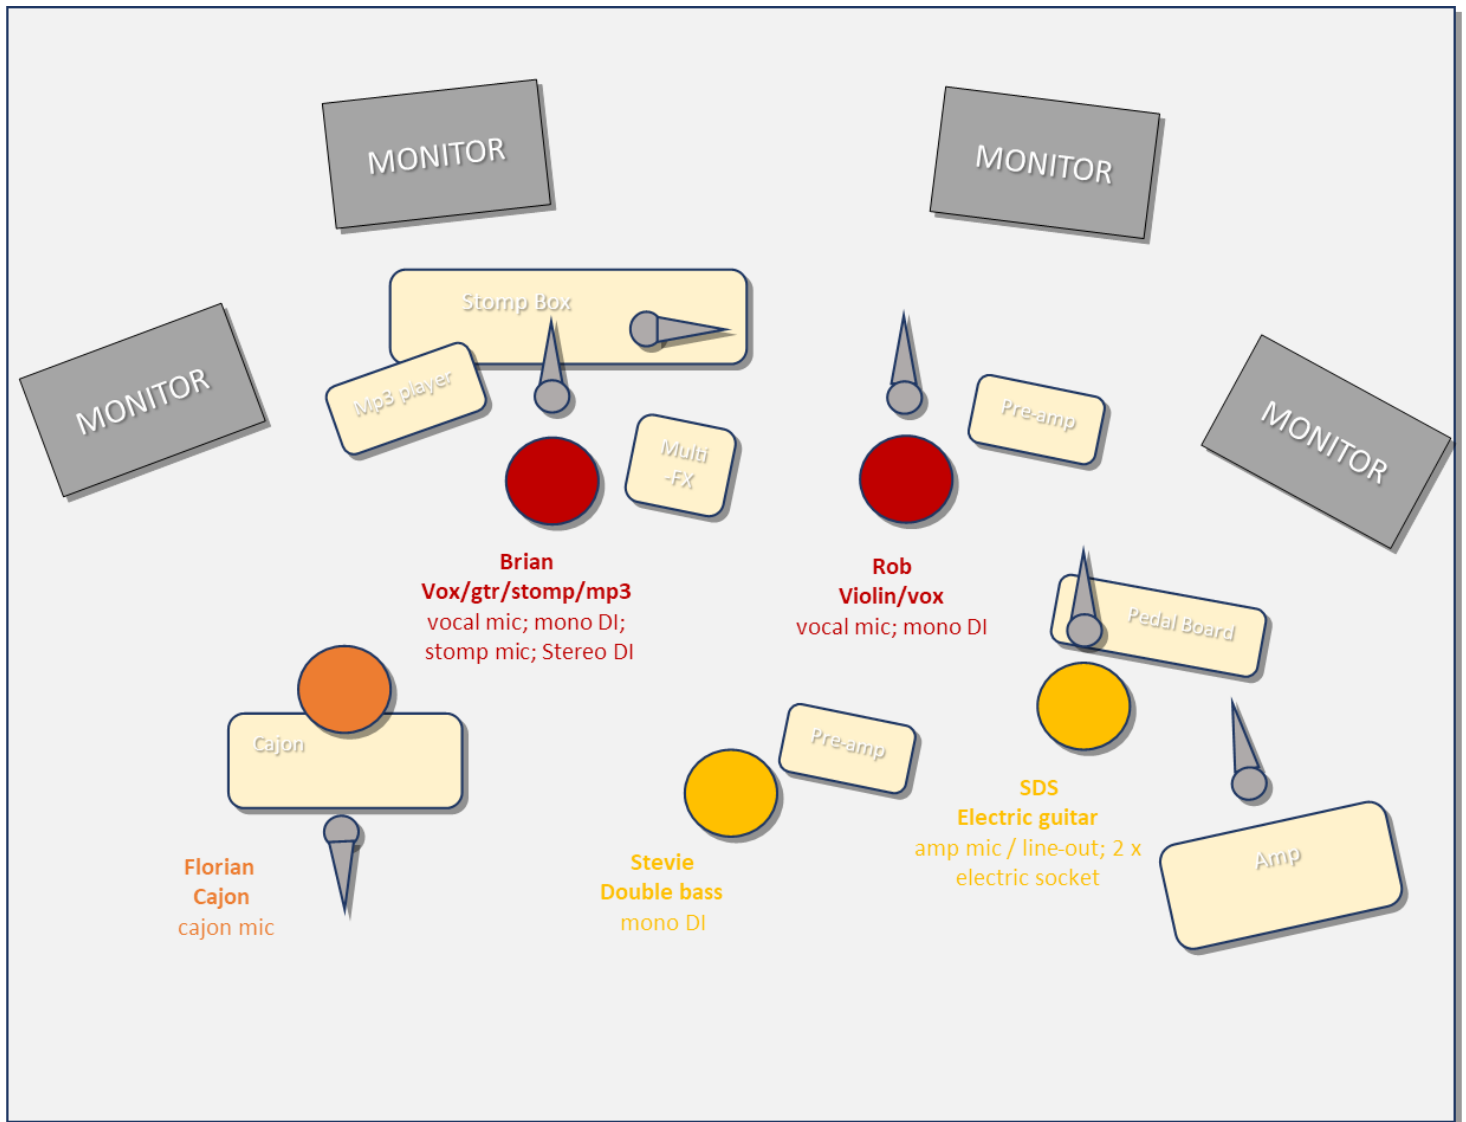 MONITOR
MONITOR
MONITOR
MONITOR
Stomp Box
Mp3 player
Multi
-FX
Pre-amp
Brian
Vox/gtr/stomp/mp3
vocal mic; mono DI;
stomp mic; Stereo DI
Rob
Violin/vox
vocal mic; mono DI
Pedal Board
Cajon
Pre-amp
Florian
Cajon
cajon mic
Stevie
Double bass
mono DI
SDS
Electric guitar
amp mic / line-out; 2 x
electric socket
Amp